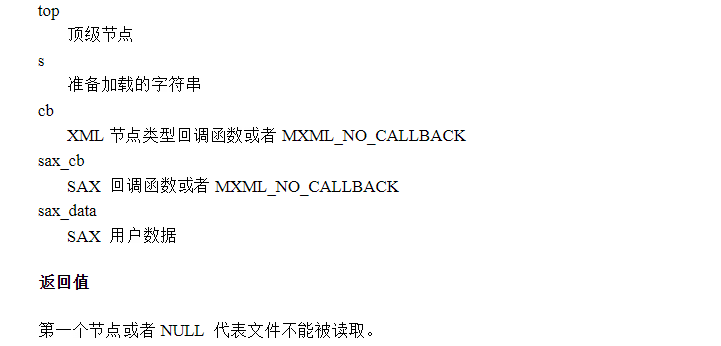 top
顶级节点
s
准备加载的字符串
cb
XML 节点类型回调函数或者 MXML_NO_CALLBACK
sax_cb
SAX 回调函数或者 MXML_NO_CALLBACK
sax_data
SAX 用户数据
返回值
第一个节点或者 NULL 代表文件不能被读取。